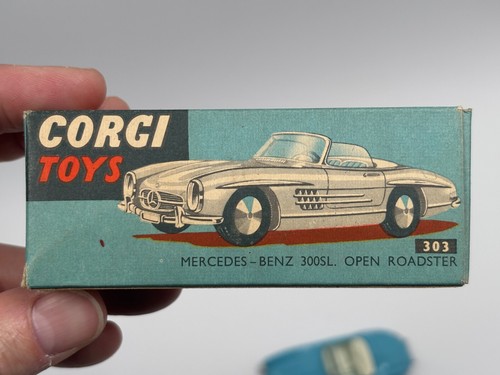 CORGI
TOYS
303
MERCEDES-BENZ 300SL. OPEN ROADSTER